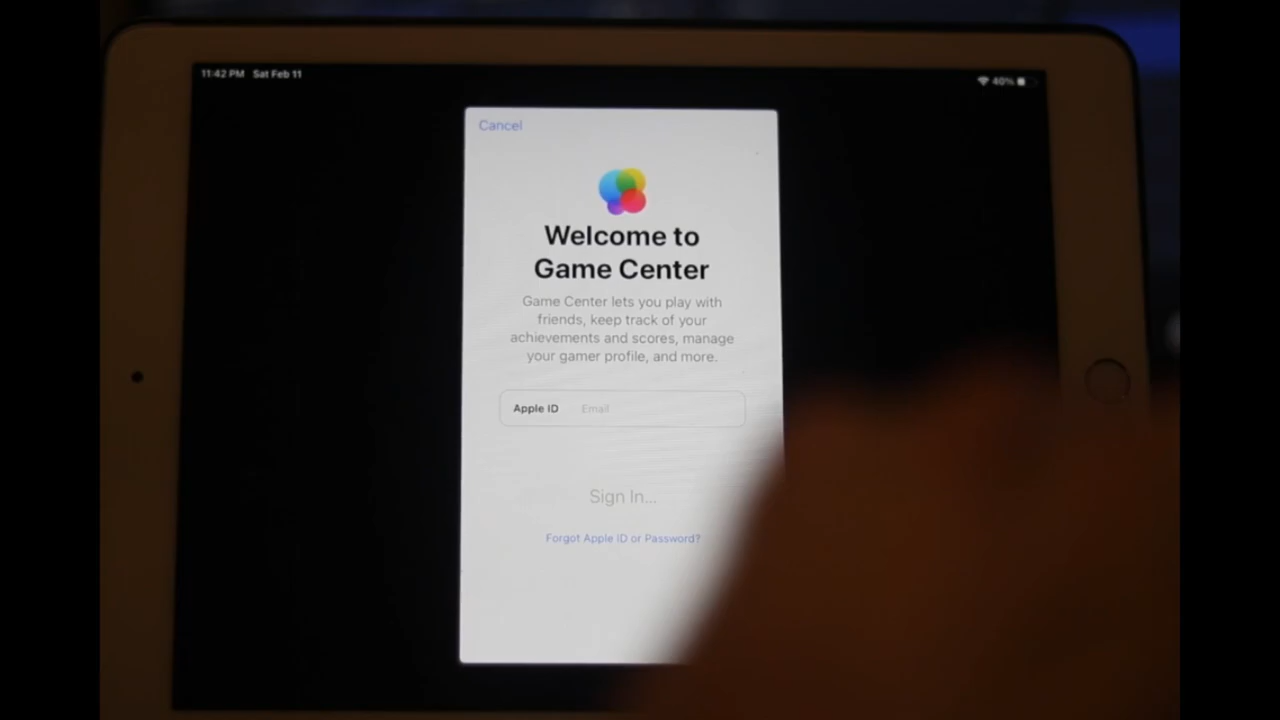 11:42 PM Sat Feb 11
40%
Cancel
Welcome to
Game Center
Game Center lets you play with
friends, keep track of your
achievements and scores, manage
your gamer profile, and more.
Apple ID Email
Sign In...
Forgot Apple ID or Password?